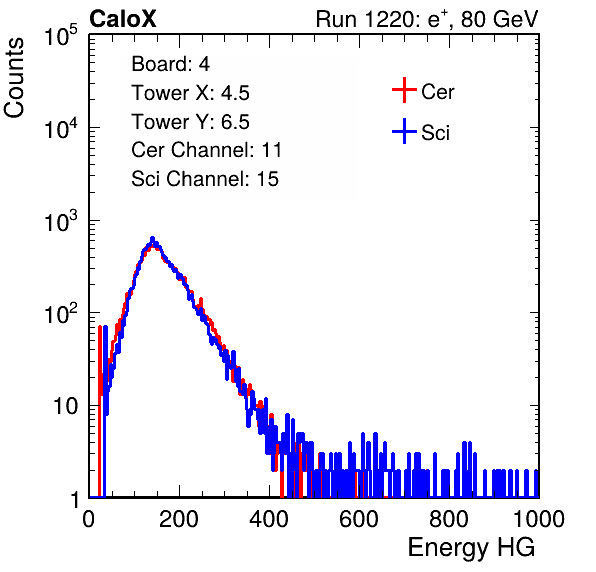 CaloX Run 1220: e⁺, 80 GeV
Counts
10⁵
10⁴
10³
10²
10
1
Board: 4
Tower X: 4.5
Tower Y: 6.5
Cer Channel: 11
Sci Channel: 15
Cer
Sci
0 200 400 600 800 1000
Energy HG